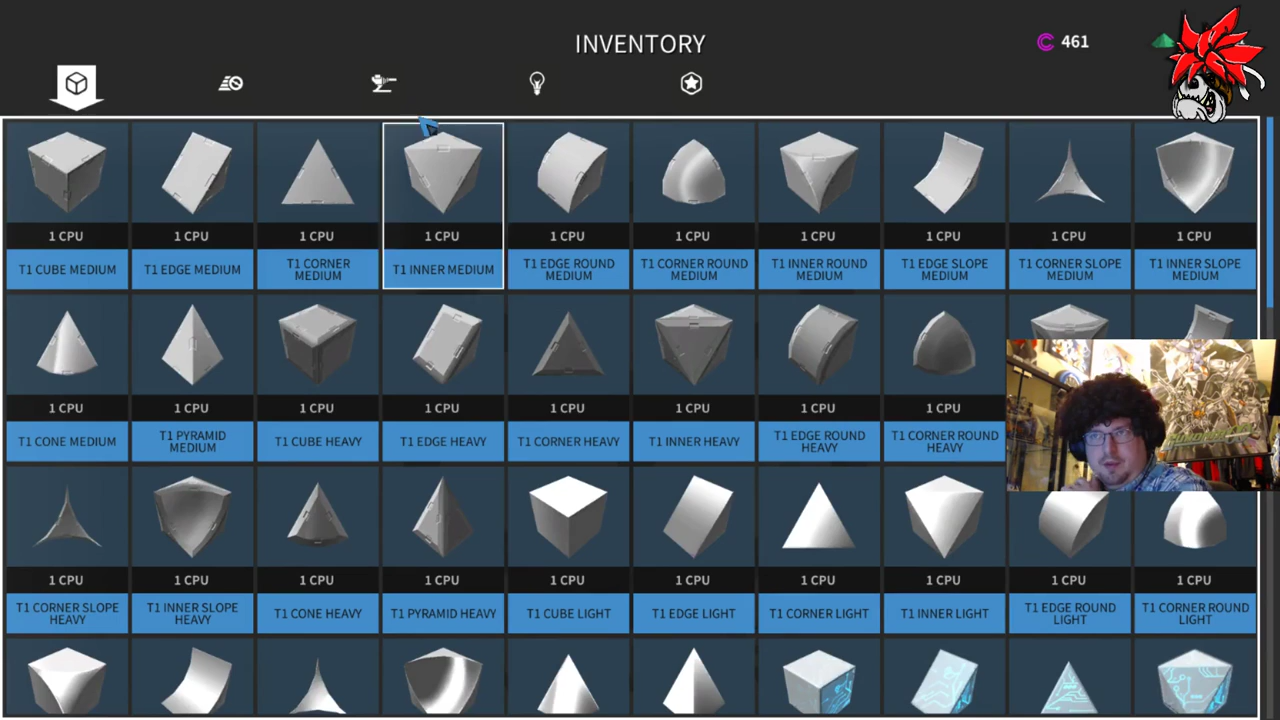 INVENTORY
461
1 CPU
1 CPU
1 CPU
1 CPU
1 CPU
1 CPU
1 CPU
1 CPU
1 CPU
1 CPU
T1 CUBE MEDIUM
T1 EDGE MEDIUM
T1 CORNER
MEDIUM
T1 INNER MEDIUM
T1 EDGE ROUND
MEDIUM
T1 CORNER ROUND
MEDIUM
T1 INNER ROUND
MEDIUM
T1 EDGE SLOPE
MEDIUM
T1 CORNER SLOPE
MEDIUM
T1 INNER SLOPE
MEDIUM
1 CPU
1 CPU
1 CPU
1 CPU
1 CPU
1 CPU
1 CPU
1 CPU
T1 CONE MEDIUM
T1 PYRAMID
MEDIUM
T1 CUBE HEAVY
T1 EDGE HEAVY
T1 CORNER HEAVY
T1 INNER HEAVY
T1 EDGE ROUND
HEAVY
T1 CORNER ROUND
HEAVY
1 CPU
1 CPU
1 CPU
1 CPU
1 CPU
1 CPU
1 CPU
1 CPU
1 CPU
1 CPU
T1 CORNER SLOPE
HEAVY
T1 INNER SLOPE
HEAVY
T1 CONE HEAVY
T1 PYRAMID HEAVY
T1 CUBE LIGHT
T1 EDGE LIGHT
T1 CORNER LIGHT
T1 INNER LIGHT
T1 EDGE ROUND
LIGHT
T1 CORNER ROUND
LIGHT